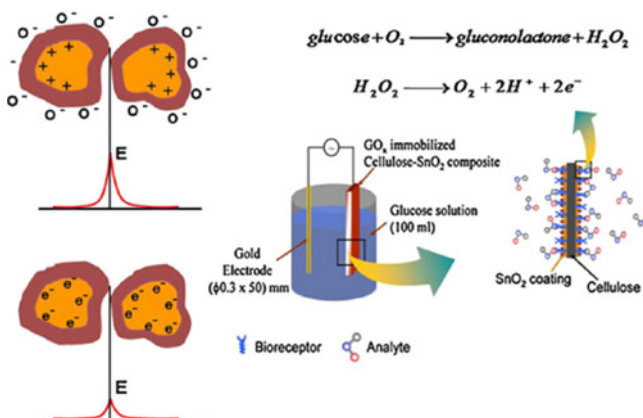 glucose + O₂ ⟶ gluconolactone + H₂O₂
H₂O₂ ⟶ O₂ + 2H⁺ + 2e⁻
O⁻ O⁻ O⁻ O⁻
O⁻ O⁻
O⁻ O⁻
O⁻ O⁻ O⁻ O⁻
+ + + + + +
+ + + + + +
E
GOₓ immobilized
Cellulose-SnO₂ composite
~
Glucose solution
(100 ml)
Gold
Electrode
(ϕ0.3 x 50) mm
SnO₂ coating
Cellulose
Bioreceptor
Analyte
e⁻ e⁻ e⁻ e⁻
e⁻ e⁻ e⁻ e⁻
e⁻ e⁻ e⁻ e⁻
E